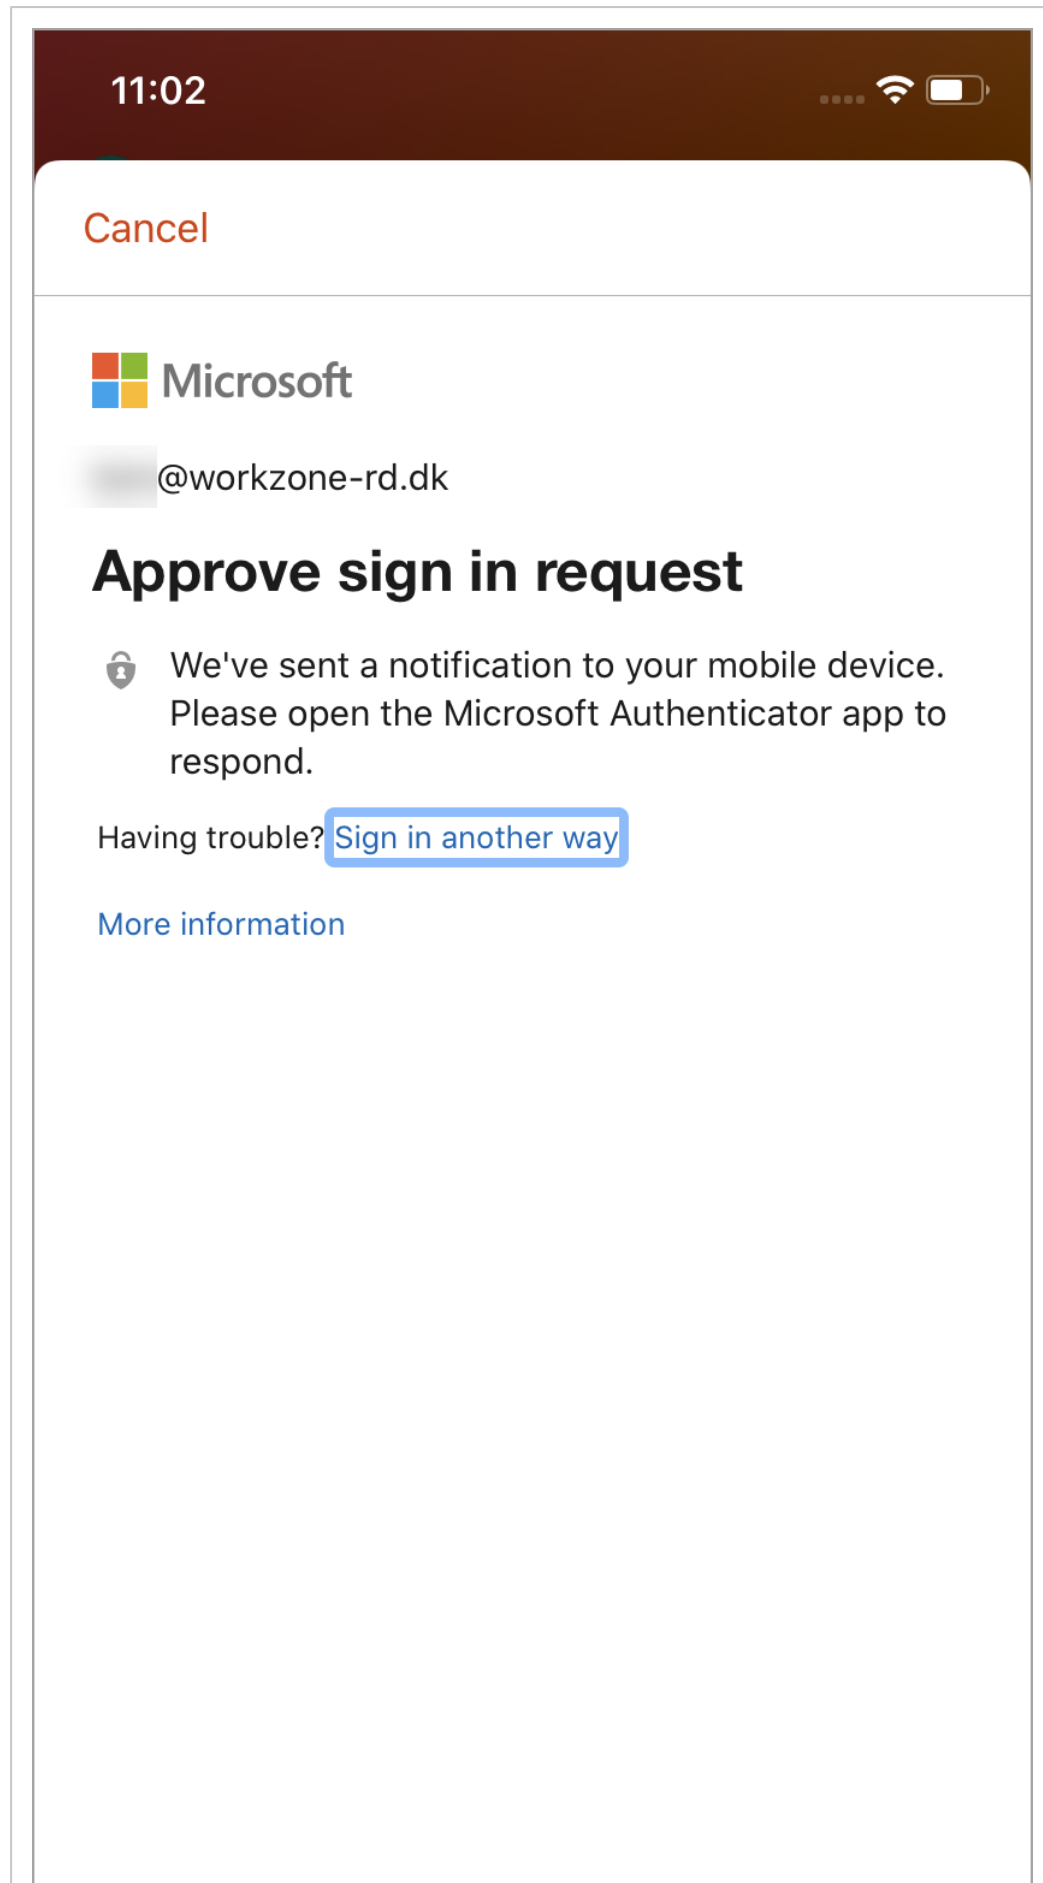 11:02
Cancel
Microsoft
@workzone-rd.dk
Approve sign in request
We've sent a notification to your mobile device.
Please open the Microsoft Authenticator app to
respond.
Having trouble? Sign in another way
More information